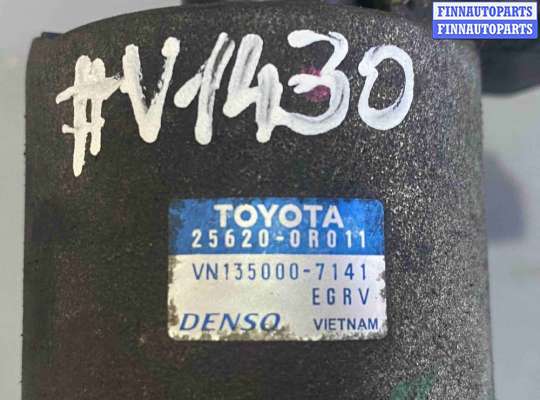 FINNAUTOPARTS
FINNAUTOPARTS
#V1430
TOYOTA
25620-0R011
VN135000-7141
EGRV
DENSO VIETNAM